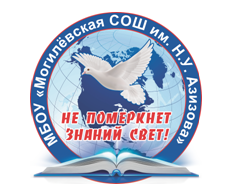 МБОУ «Могилёвская СОШ им. Н.У. Азизова»
НЕ ПОМЕРКНЕТ
ЗНАНИЙ СВЕТ!